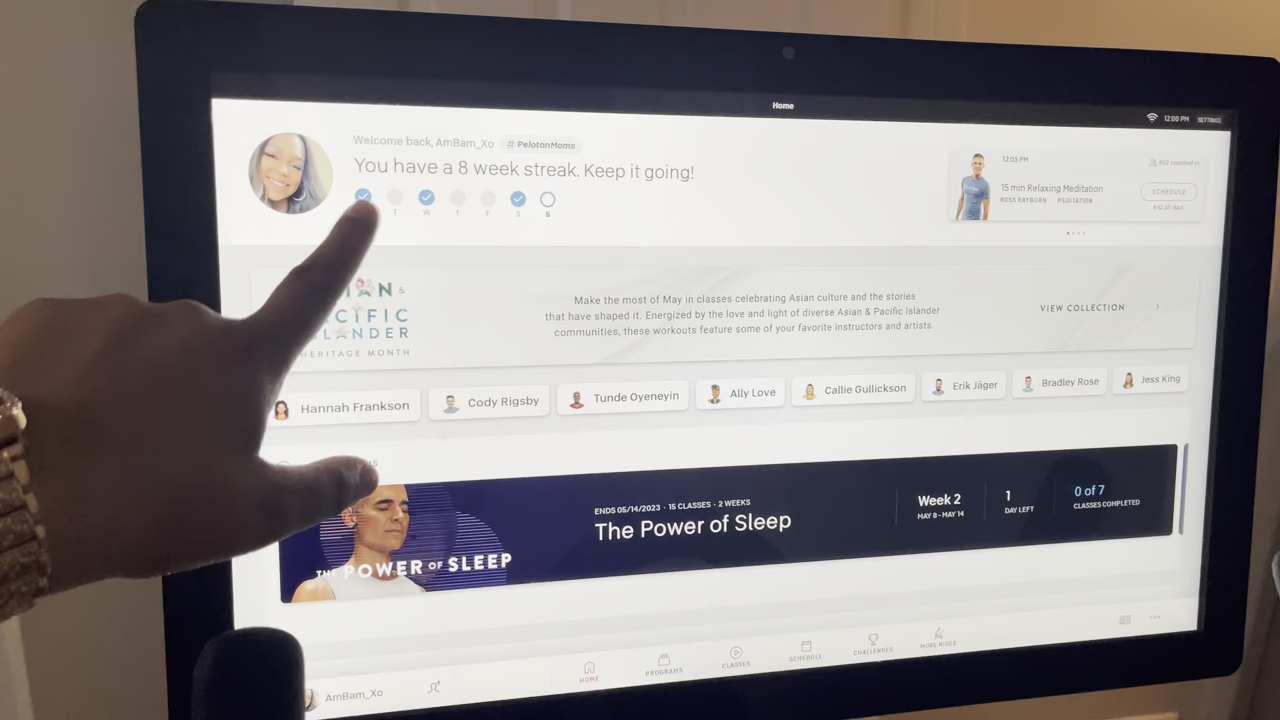 Home
12:00 PM SETTINGS
Welcome back, AmBam_Xo # PelotonMoms
You have a 8 week streak. Keep it going!
T W T F S S
12:05 PM
15 min Relaxing Meditation
ROSS RAYBURN MEDITATION
SCHEDULE
AN &
CIFIC
LANDER
HERITAGE MONTH
Make the most of May in classes celebrating Asian culture and the stories
that have shaped it. Energized by the love and light of diverse Asian & Pacific Islander
communities, these workouts feature some of your favorite instructors and artists.
VIEW COLLECTION
Hannah Frankson Cody Rigsby Tunde Oyeneyin Ally Love Callie Gullickson Erik Jäger Bradley Rose Jess King
THE POWER OF SLEEP
ENDS 05/14/2023 · 15 CLASSES · 2 WEEKS
The Power of Sleep
Week 2
MAY 8 - MAY 14
1
DAY LEFT
0 of 7
CLASSES COMPLETED
AmBam_Xo
HOME PROGRAMS CLASSES SCHEDULE CHALLENGES MORE RIDES